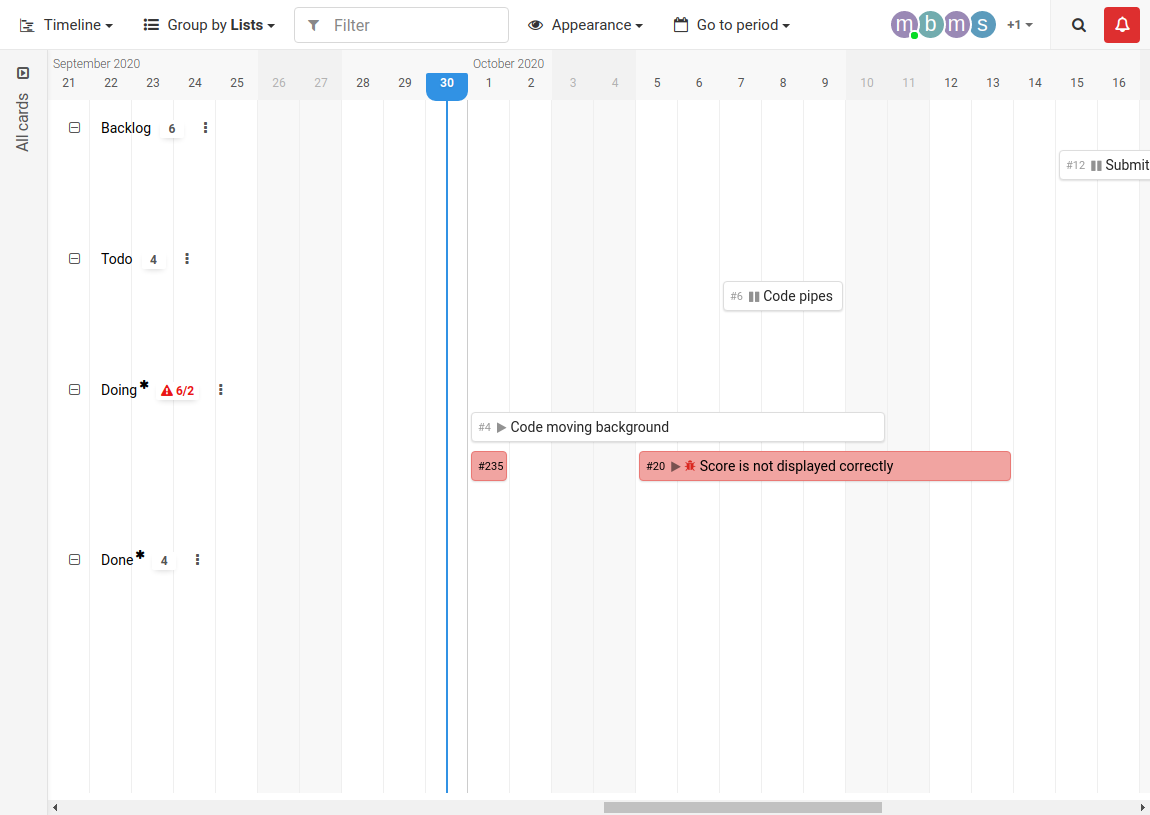 Timeline Group by Lists Filter Appearance Go to period m b m s +1
September 2020 October 2020
21 22 23 24 25 26 27 28 29 30 1 2 3 4 5 6 7 8 9 10 11 12 13 14 15 16
All cards
Backlog 6
#12 Submit
Todo 4
#6 Code pipes
Doing* 6/2
#4 Code moving background
#235 #20 Score is not displayed correctly
Done* 4